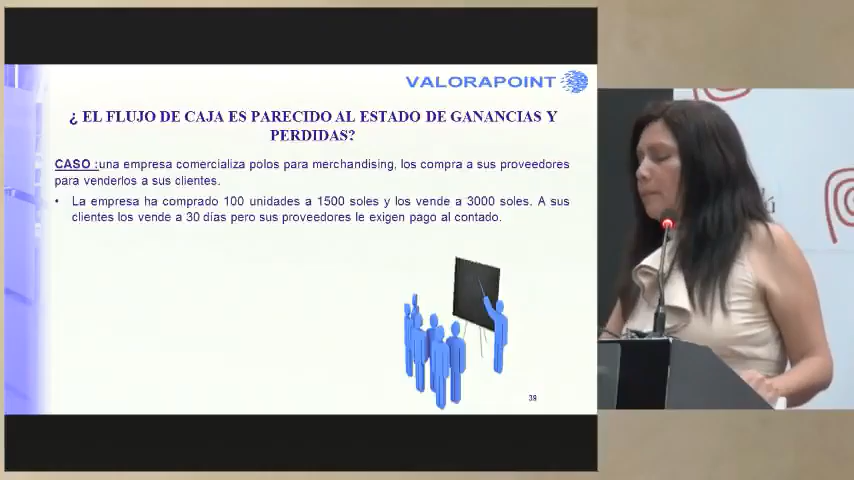 VALORAPOINT
¿ EL FLUJO DE CAJA ES PARECIDO AL ESTADO DE GANANCIAS Y
PERDIDAS?
CASO :una empresa comercializa polos para merchandising, los compra a sus proveedores
para venderlos a sus clientes.
• La empresa ha comprado 100 unidades a 1500 soles y los vende a 3000 soles. A sus
clientes los vende a 30 días pero sus proveedores le exigen pago al contado.
39